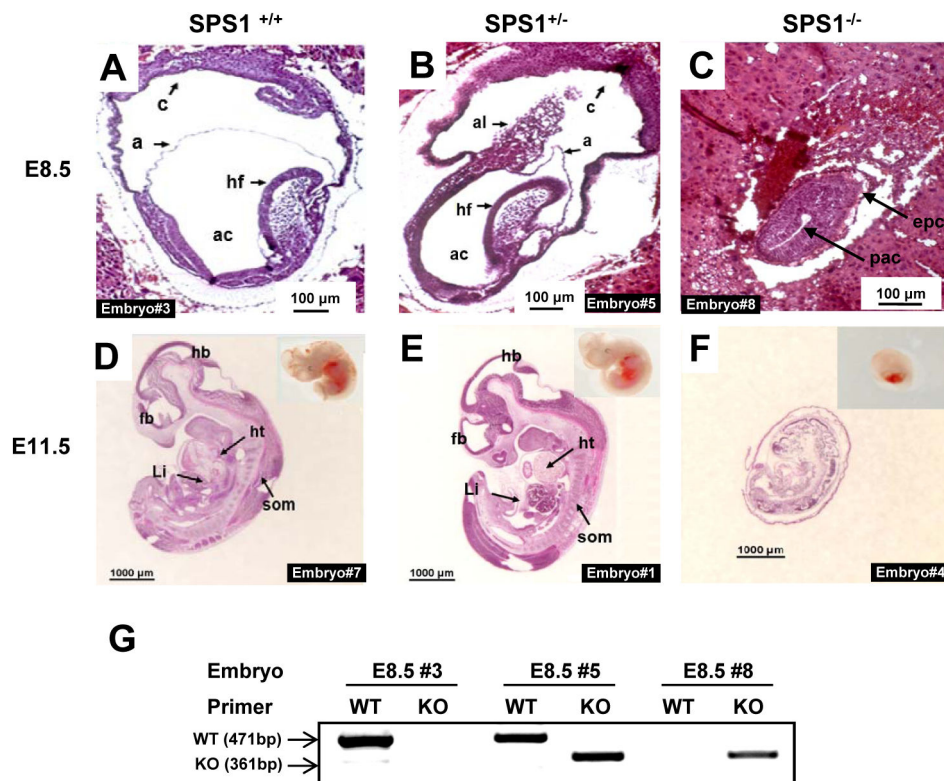 SPS1 +/+ SPS1+/- SPS1-/-
E8.5
A
c
a
hf
ac
100 µm
Embryo#3
B
c
al
a
hf
ac
100 µm
Embryo#5
C
epc
pac
100 µm
Embryo#8
E11.5
D
hb
fb
ht
Li
som
1000 µm
Embryo#7
E
hb
fb
ht
Li
som
1000 µm
Embryo#1
F
1000 µm
Embryo#4
G
Embryo E8.5 #3 E8.5 #5 E8.5 #8
Primer WT KO WT KO WT KO
WT (471bp)
KO (361bp)